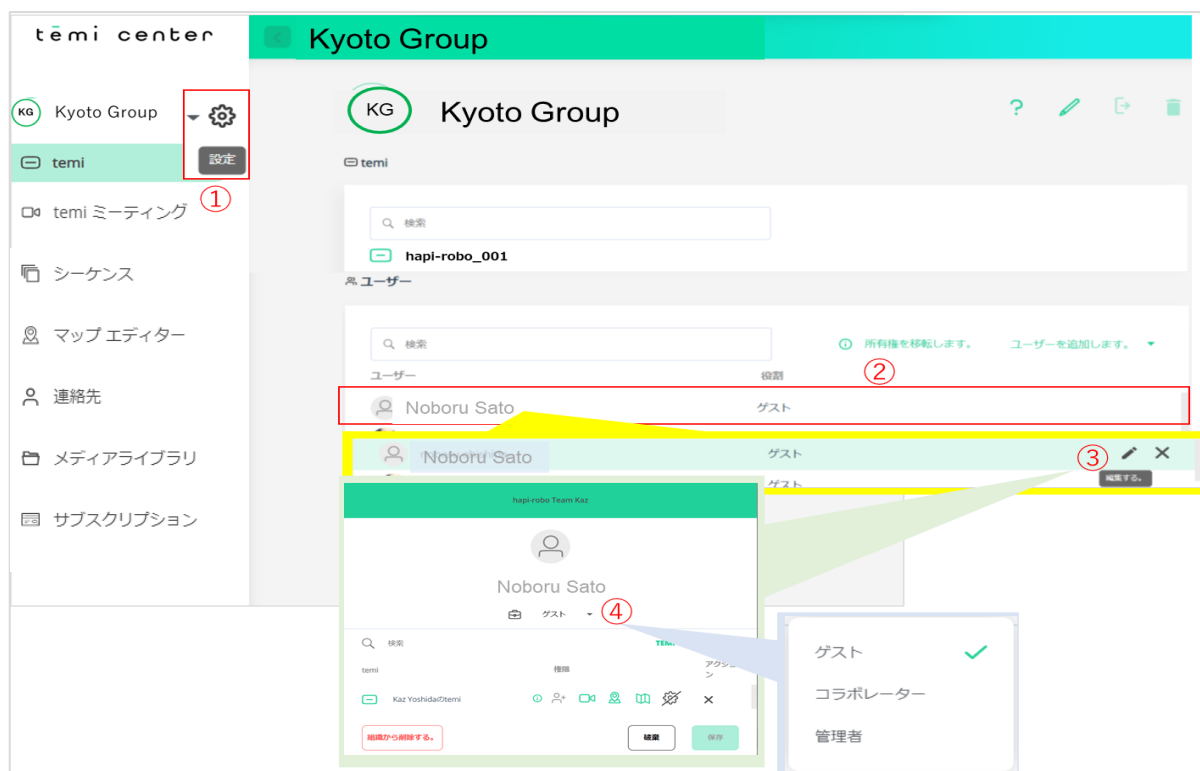 tēmi center
Kyoto Group
KG
Kyoto Group
設定
①
temi
temi ミーティング
シーケンス
マップ エディター
連絡先
メディアライブラリ
サブスクリプション
KG
Kyoto Group
?
temi
検索
hapi-robo_001
ユーザー
検索
所有権を移転します。
ユーザーを追加します。
ユーザー
役割
②
Noboru Sato
ゲスト
Noboru Sato
ゲスト
③
編集する。
ゲスト
hapi-robo Team Kaz
Noboru Sato
ゲスト
④
検索
temi
権限
アクション
Kaz Yoshidaのtemi
組織から削除する。
破棄
保存
ゲスト
コラボレーター
管理者